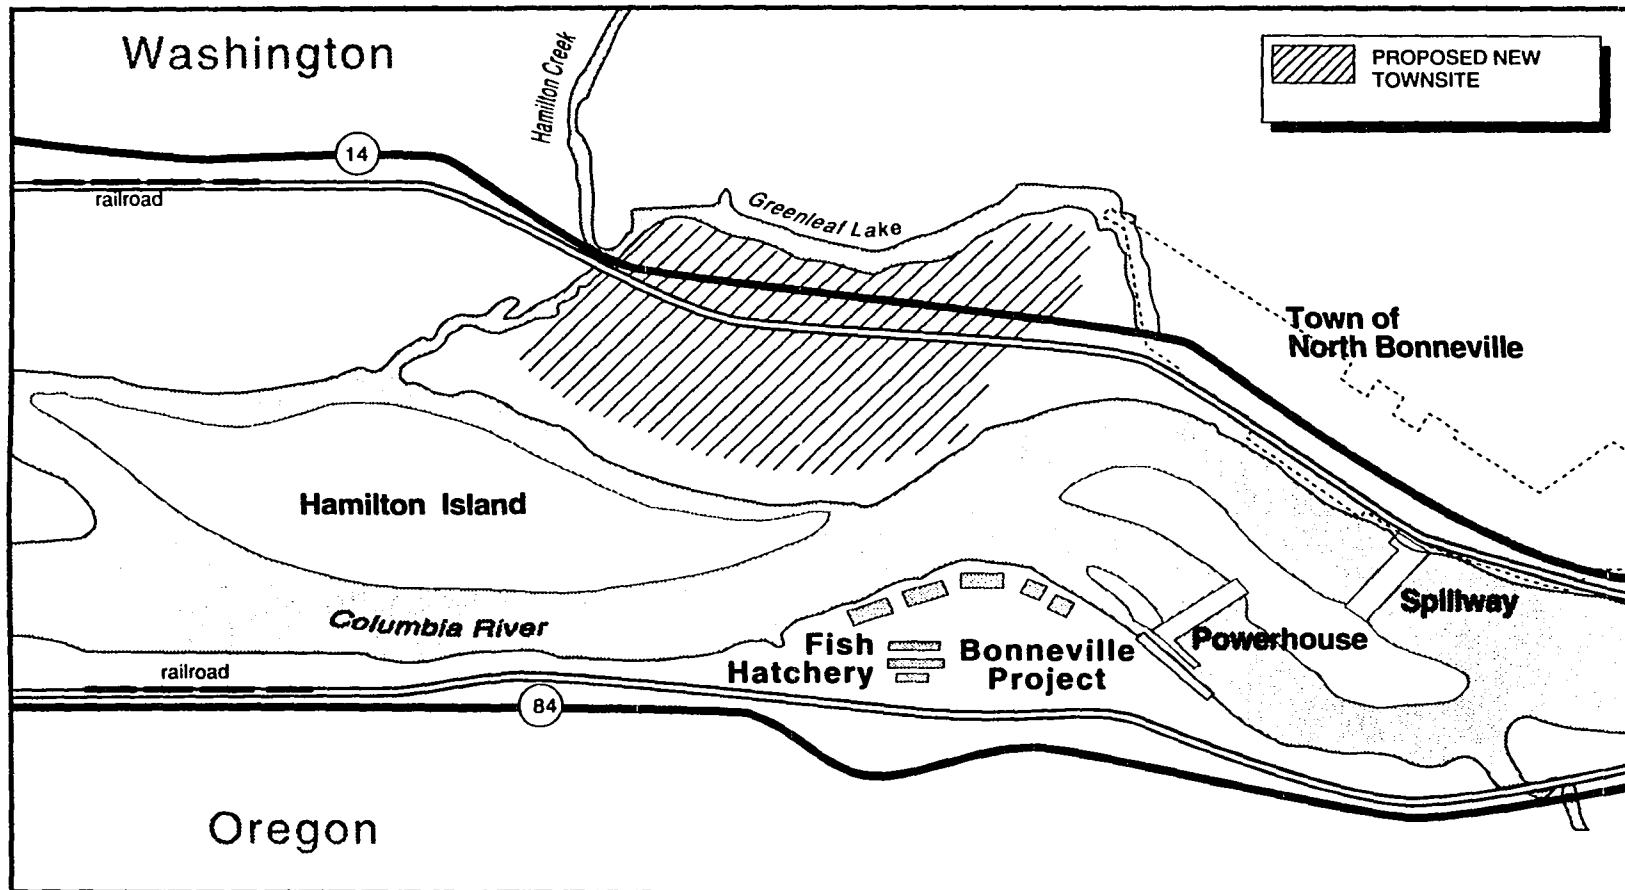 Washington
Hamilton Creek
PROPOSED NEW
TOWNSITE
14
railroad
Greenleaf Lake
Town of
North Bonneville
Hamilton Island
Columbia River
Spillway
Powerhouse
Fish
Hatchery
Bonneville
Project
railroad
84
Oregon